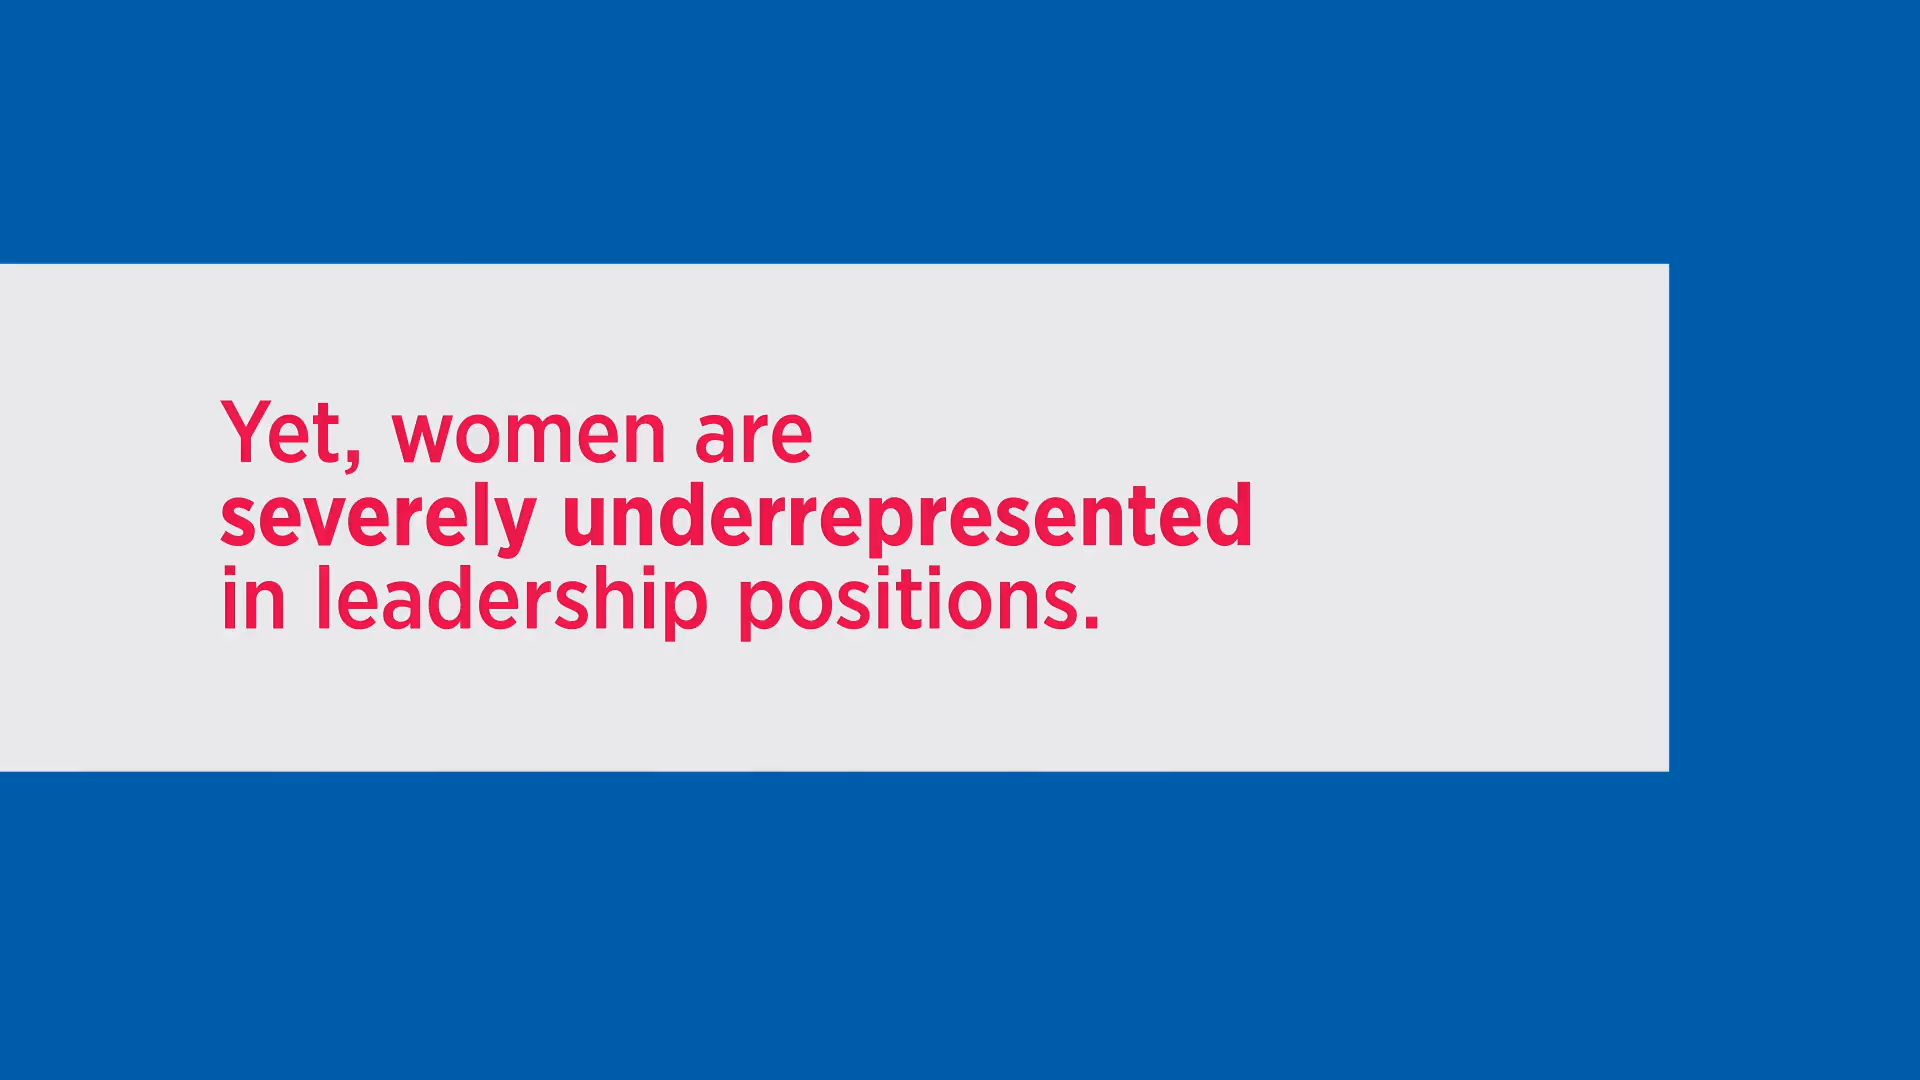 Yet, women are
severely underrepresented
in leadership positions.